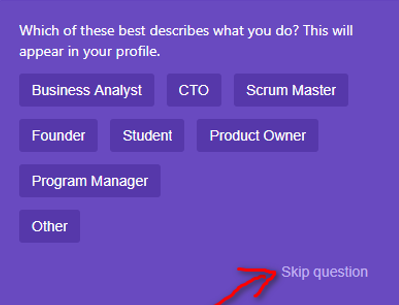 Which of these best describes what you do? This will
appear in your profile.
Business Analyst CTO Scrum Master
Founder Student Product Owner
Program Manager
Other
Skip question